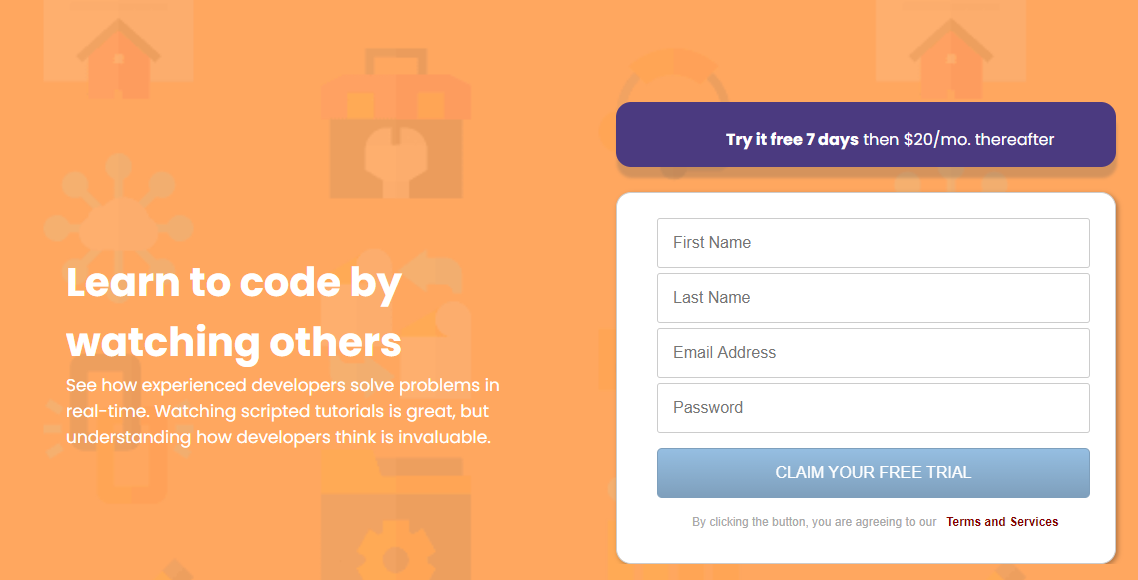 Try it free 7 days then $20/mo. thereafter
Learn to code by
watching others
See how experienced developers solve problems in
real-time. Watching scripted tutorials is great, but
understanding how developers think is invaluable.
First Name
Last Name
Email Address
Password
CLAIM YOUR FREE TRIAL
By clicking the button, you are agreeing to our Terms and Services